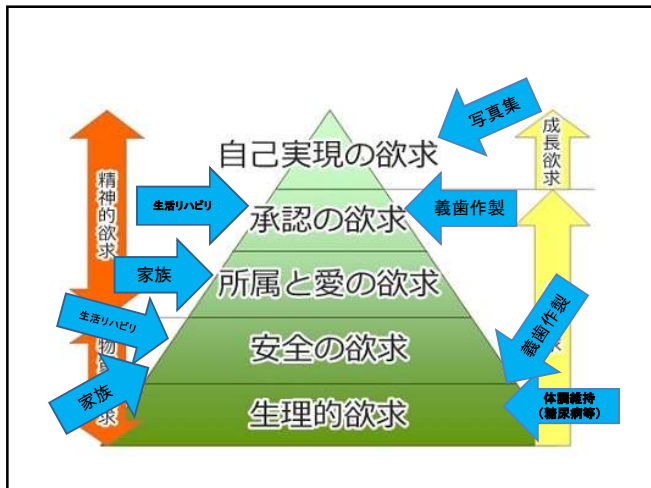 写真集
自己実現の欲求
成長欲求
精神的欲求
生活リハビリ
承認の欲求
義歯作製
家族
所属と愛の欲求
生活リハビリ
安全の欲求
義歯作製
家族
生理的欲求
体調維持
(糖尿病等)